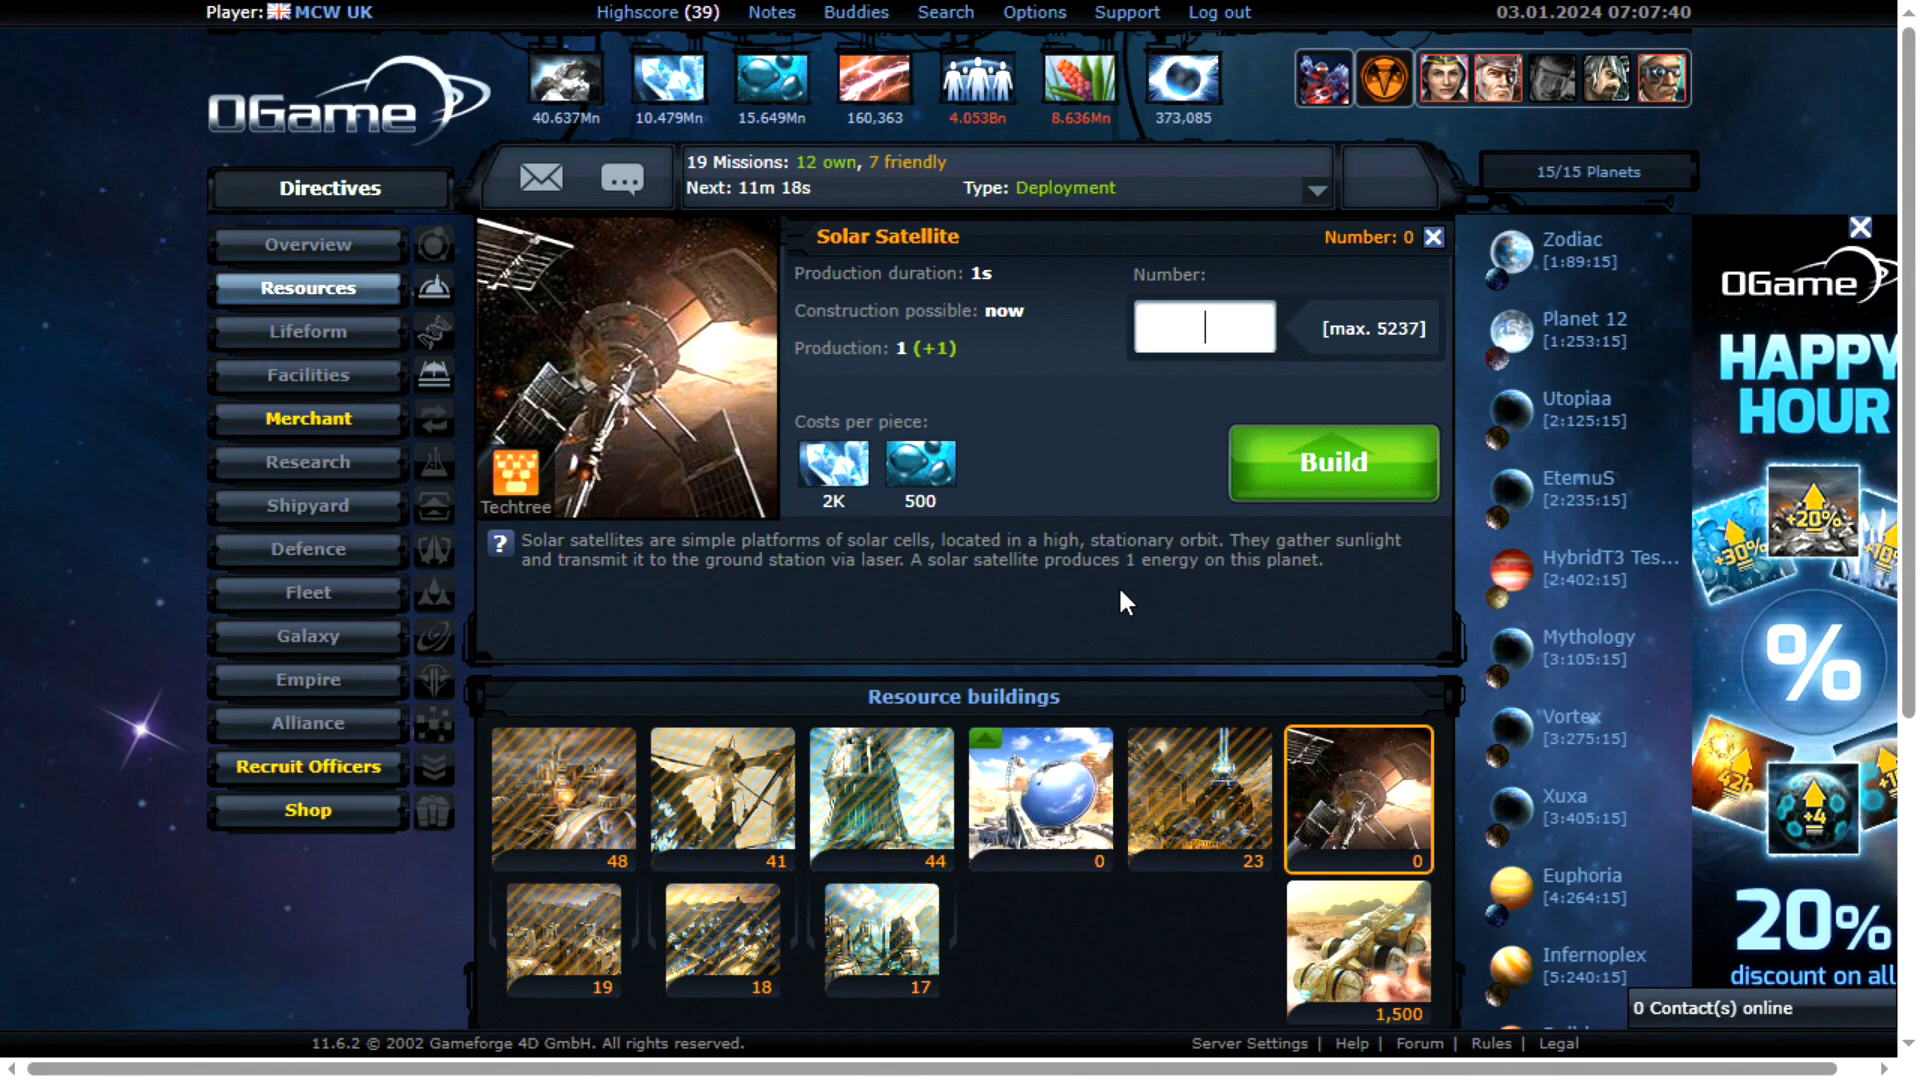 Player: MCW UK
Highscore (39)
Notes
Buddies
Search
Options
Support
Log out
03.01.2024 07:07:40
OGame
40.637Mn
10.479Mn
15.649Mn
160,363
4.053Bn
8.636Mn
373,085
Directives
19 Missions: 12 own, 7 friendly
Next: 11m 18s
Type: Deployment
15/15 Planets
Overview
Resources
Lifeform
Facilities
Merchant
Research
Shipyard
Defence
Fleet
Galaxy
Empire
Alliance
Recruit Officers
Shop
Techtree
Solar Satellite
Number: 0
Production duration: 1s
Construction possible: now
Production: 1 (+1)
Number:
[max. 5237]
Costs per piece:
2K
500
Build
? Solar satellites are simple platforms of solar cells, located in a high, stationary orbit. They gather sunlight
and transmit it to the ground station via laser. A solar satellite produces 1 energy on this planet.
Resource buildings
48
41
44
0
23
0
19
18
17
1,500
Zodiac
[1:89:15]
Planet 12
[1:253:15]
Utopiaa
[2:125:15]
EternuS
[2:235:15]
HybridT3 Tes...
[2:402:15]
Mythology
[3:105:15]
Vortex
[3:275:15]
Xuxa
[3:405:15]
Euphoria
[4:264:15]
Infernoplex
[5:240:15]
OGame
HAPPY
HOUR
+30%
+20%
+10%
%
+4
20%
discount on all
0 Contact(s) online
11.6.2 © 2002 Gameforge 4D GmbH. All rights reserved.
Server Settings |
Help |
Forum |
Rules |
Legal